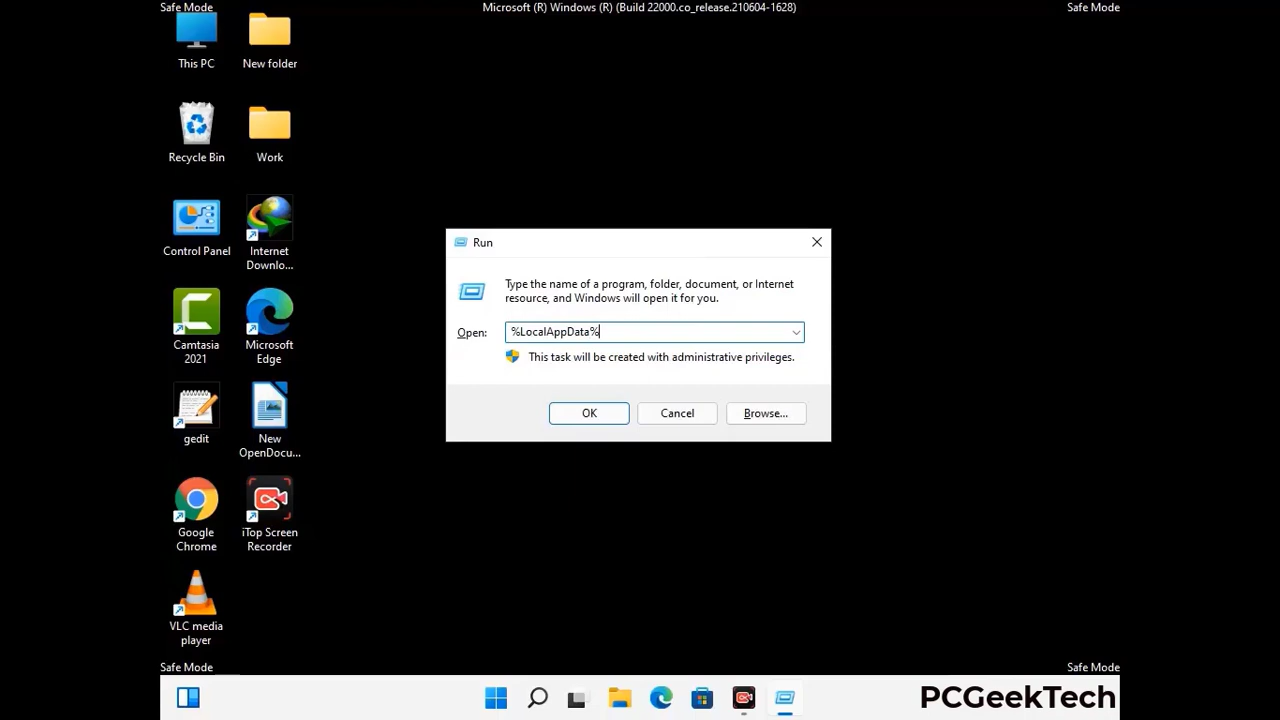 Safe Mode
Microsoft (R) Windows (R) (Build 22000.co_release.210604-1628)
Safe Mode
This PC
New folder
Recycle Bin
Work
Control Panel
Internet
Downlo...
Camtasia
2021
Microsoft
Edge
gedit
New
OpenDocu...
Google
Chrome
iTop Screen
Recorder
VLC media
player
Run
Type the name of a program, folder, document, or Internet
resource, and Windows will open it for you.
Open:
%LocalAppData%
This task will be created with administrative privileges.
OK
Cancel
Browse...
Safe Mode
Safe Mode
PCGeekTech